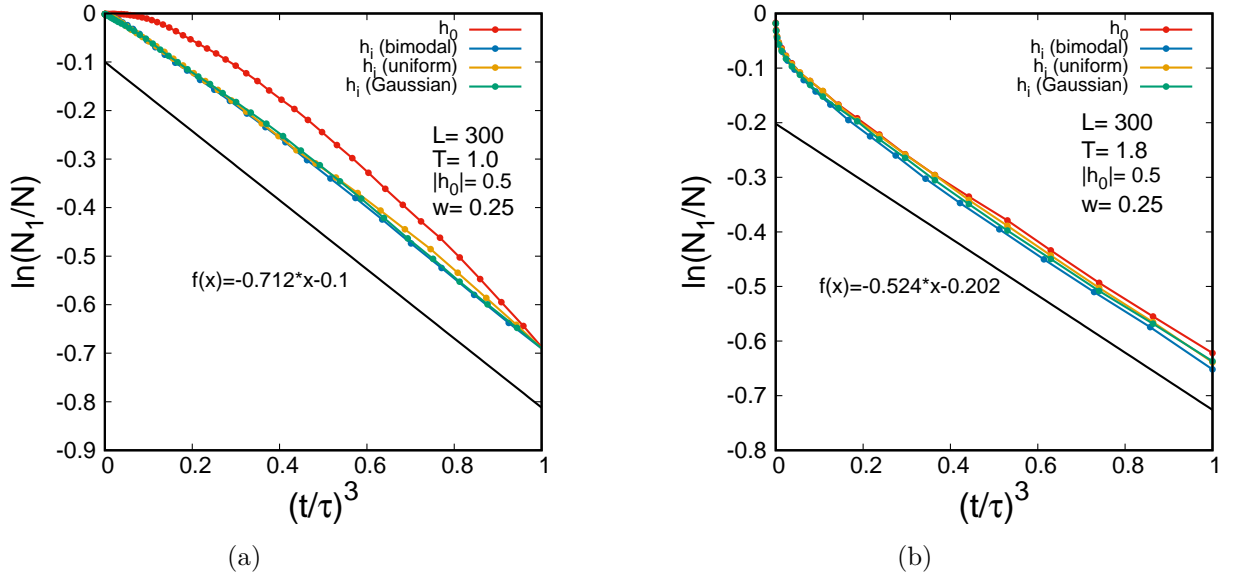 0
-0.1
-0.2
-0.3
-0.4
-0.5
-0.6
-0.7
-0.8
-0.9
0
0.2
0.4
0.6
0.8
1
ln(N1/N)
(t/τ)^3
h0
hi (bimodal)
hi (uniform)
hi (Gaussian)
L= 300
T= 1.0
|h0|= 0.5
w= 0.25
f(x)=-0.712*x-0.1
(a)
0
-0.1
-0.2
-0.3
-0.4
-0.5
-0.6
-0.7
-0.8
0
0.2
0.4
0.6
0.8
1
ln(N1/N)
(t/τ)^3
h0
hi (bimodal)
hi (uniform)
hi (Gaussian)
L= 300
T= 1.8
|h0|= 0.5
w= 0.25
f(x)=-0.524*x-0.202
(b)